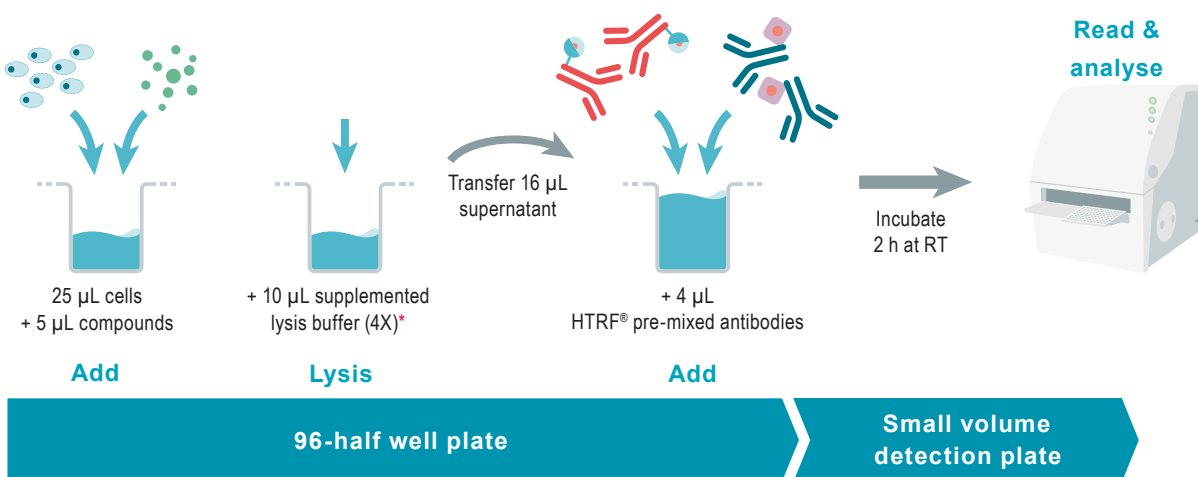 25 µL cells
+ 5 µL compounds
Add
+ 10 µL supplemented
lysis buffer (4X)*
Lysis
Transfer 16 µL
supernatant
+ 4 µL
HTRF® pre-mixed antibodies
Add
Incubate
2 h at RT
Read &
analyse
96-half well plate
Small volume
detection plate